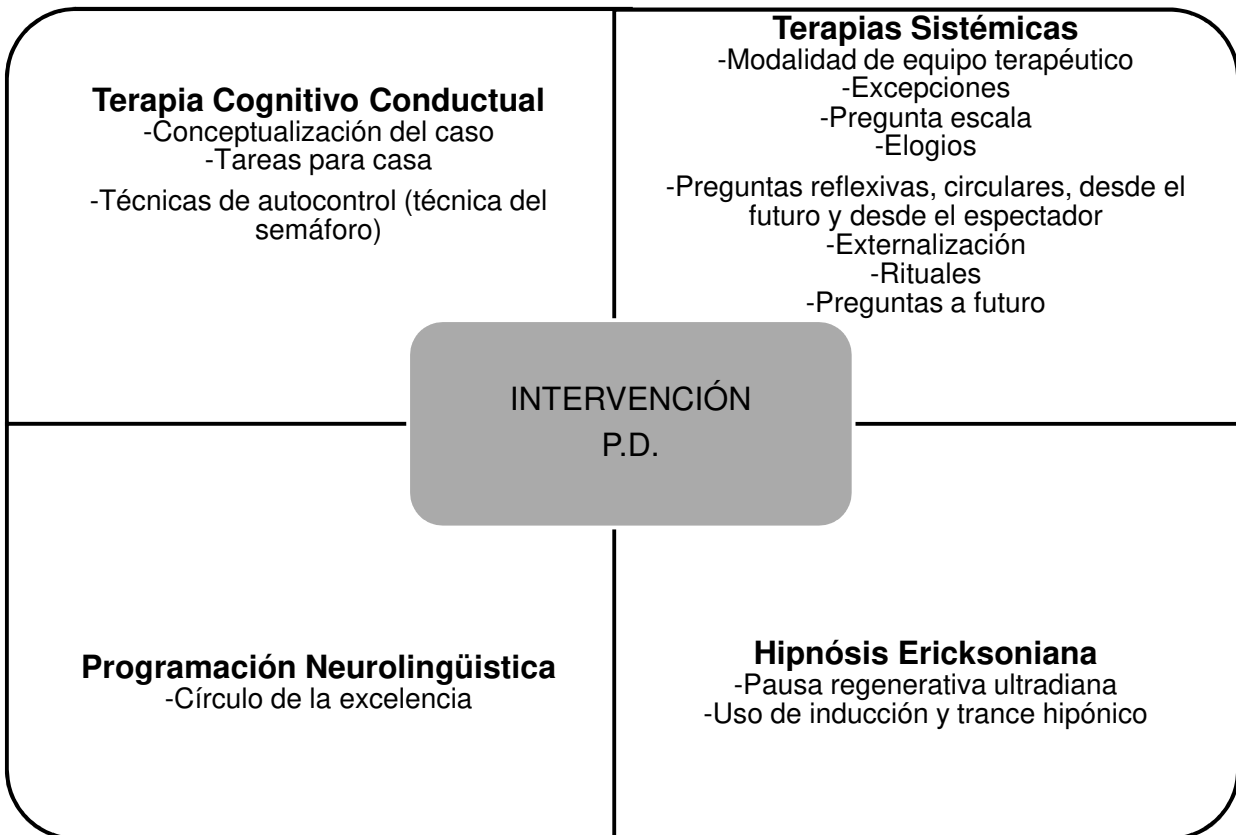 Terapia Cognitivo Conductual
-Conceptualización del caso
-Tareas para casa
-Técnicas de autocontrol (técnica del
semáforo)
Terapias Sistémicas
-Modalidad de equipo terapéutico
-Excepciones
-Pregunta escala
-Elogios
-Preguntas reflexivas, circulares, desde el
futuro y desde el espectador
-Externalización
-Rituales
-Preguntas a futuro
INTERVENCIÓN
P.D.
Programación Neurolingüistica
-Círculo de la excelencia
Hipnósis Ericksoniana
-Pausa regenerativa ultradiana
-Uso de inducción y trance hipónico